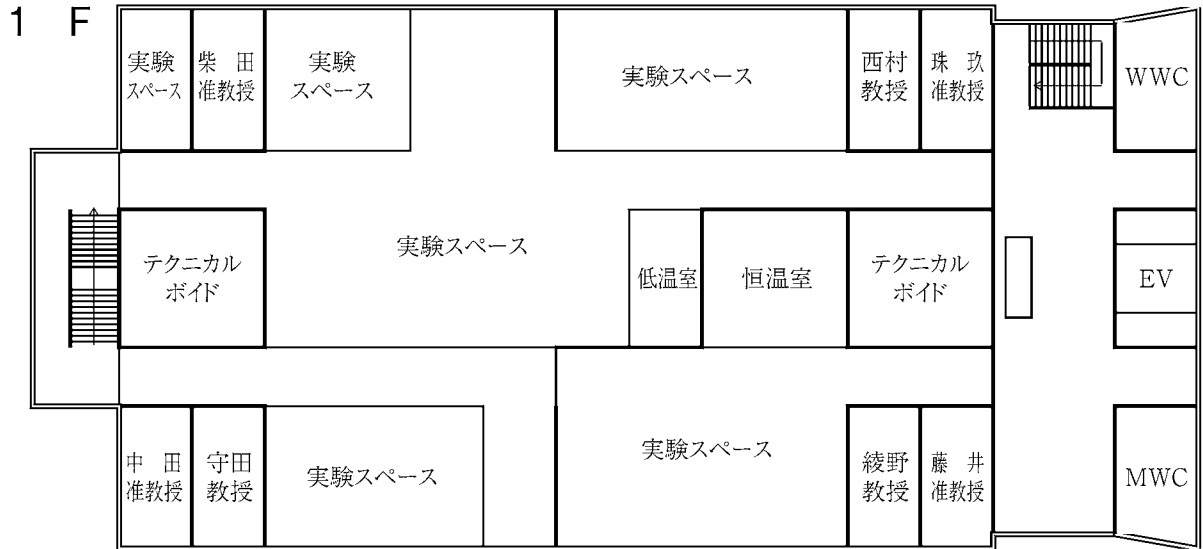 1 F
実験
スペース
柴田
准教授
実験
スペース
実験スペース
西村
教授
珠玖
准教授
WWC
テクニカル
ボイド
実験スペース
低温室
恒温室
テクニカル
ボイド
EV
中田
准教授
守田
教授
実験スペース
実験スペース
綾野
教授
藤井
准教授
MWC